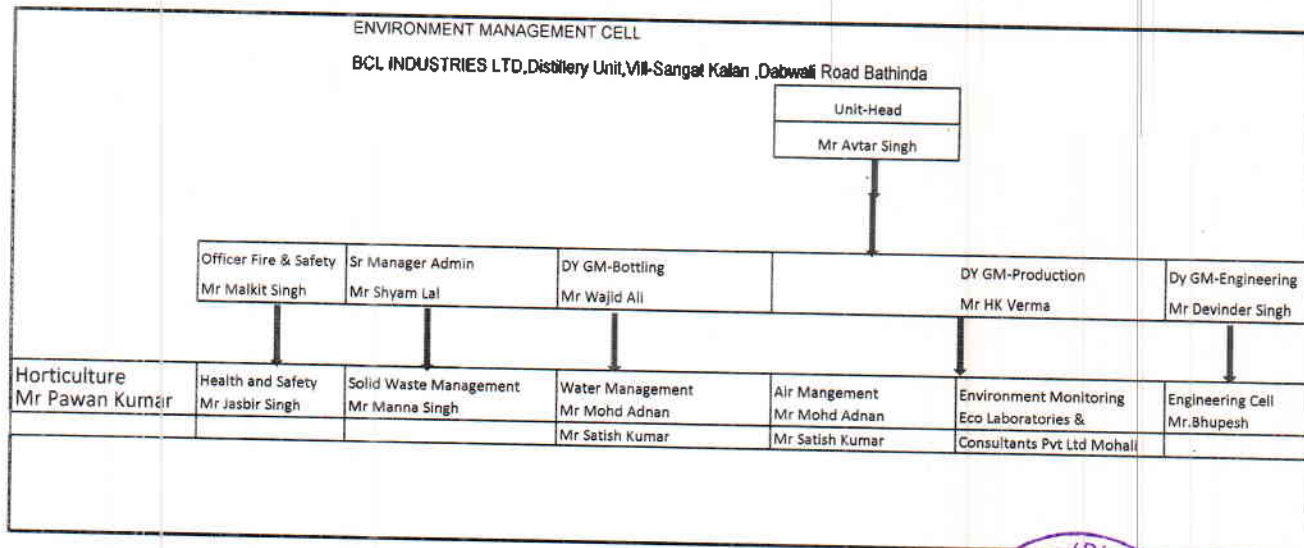 ENVIRONMENT MANAGEMENT CELL
BCL INDUSTRIES LTD,Distillery Unit,Vill-Sangat Kalan ,Dabwali Road Bathinda
Unit-Head
Mr Avtar Singh
Officer Fire & Safety
Mr Malkit Singh
Sr Manager Admin
Mr Shyam Lal
DY GM-Bottling
Mr Wajid Ali
DY GM-Production
Mr HK Verma
Dy GM-Engineering
Mr Devinder Singh
Horticulture
Mr Pawan Kumar
Health and Safety
Mr Jasbir Singh
Solid Waste Management
Mr Manna Singh
Water Management
Mr Mohd Adnan
Mr Satish Kumar
Air Mangement
Mr Mohd Adnan
Mr Satish Kumar
Environment Monitoring
Eco Laboratories &
Consultants Pvt Ltd Mohali
Engineering Cell
Mr.Bhupesh